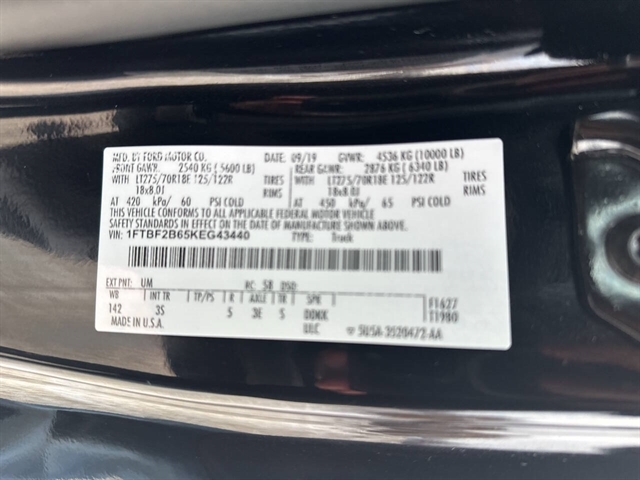 MFD. BY FORD MOTOR CO. DATE: 09/19 GVWR: 4536 KG (10000 LB)
FRONT GAWR: 2540 KG ( 5600 LB) REAR GAWR: 2876 KG ( 6340 LB)
WITH LT275/70R18E 125/122R TIRES WITH LT275/70R18E 125/122R TIRES
18x8.0J RIMS 18x8.0J RIMS
AT 420 kPa/ 60 PSI COLD AT 450 kPa/ 65 PSI COLD
THIS VEHICLE CONFORMS TO ALL APPLICABLE FEDERAL MOTOR VEHICLE
SAFETY STANDARDS IN EFFECT ON THE DATE OF MANUFACTURE SHOWN ABOVE.
VIN: 1FTBF2B65KEG43440 TYPE: Truck
EXT PNT: UM RC: 58 DSO:
WB INT TR TP/PS R AXLE TR SPR
142 3S 5 3E 5 F1627
T1980
MADE IN U.S.A. ULC